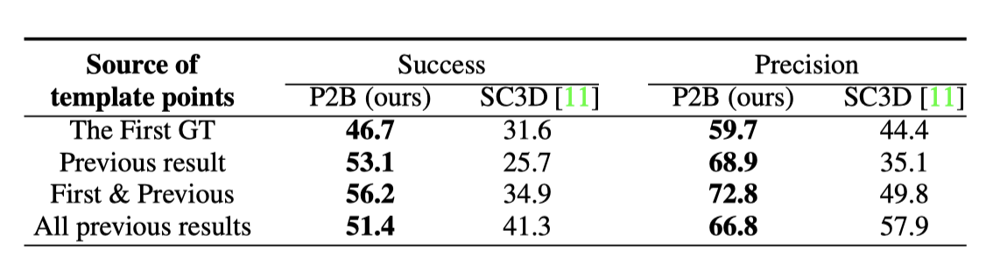 Source of Success Precision
template points P2B (ours) SC3D [11] P2B (ours) SC3D [11]
The First GT 46.7 31.6 59.7 44.4
Previous result 53.1 25.7 68.9 35.1
First & Previous 56.2 34.9 72.8 49.8
All previous results 51.4 41.3 66.8 57.9